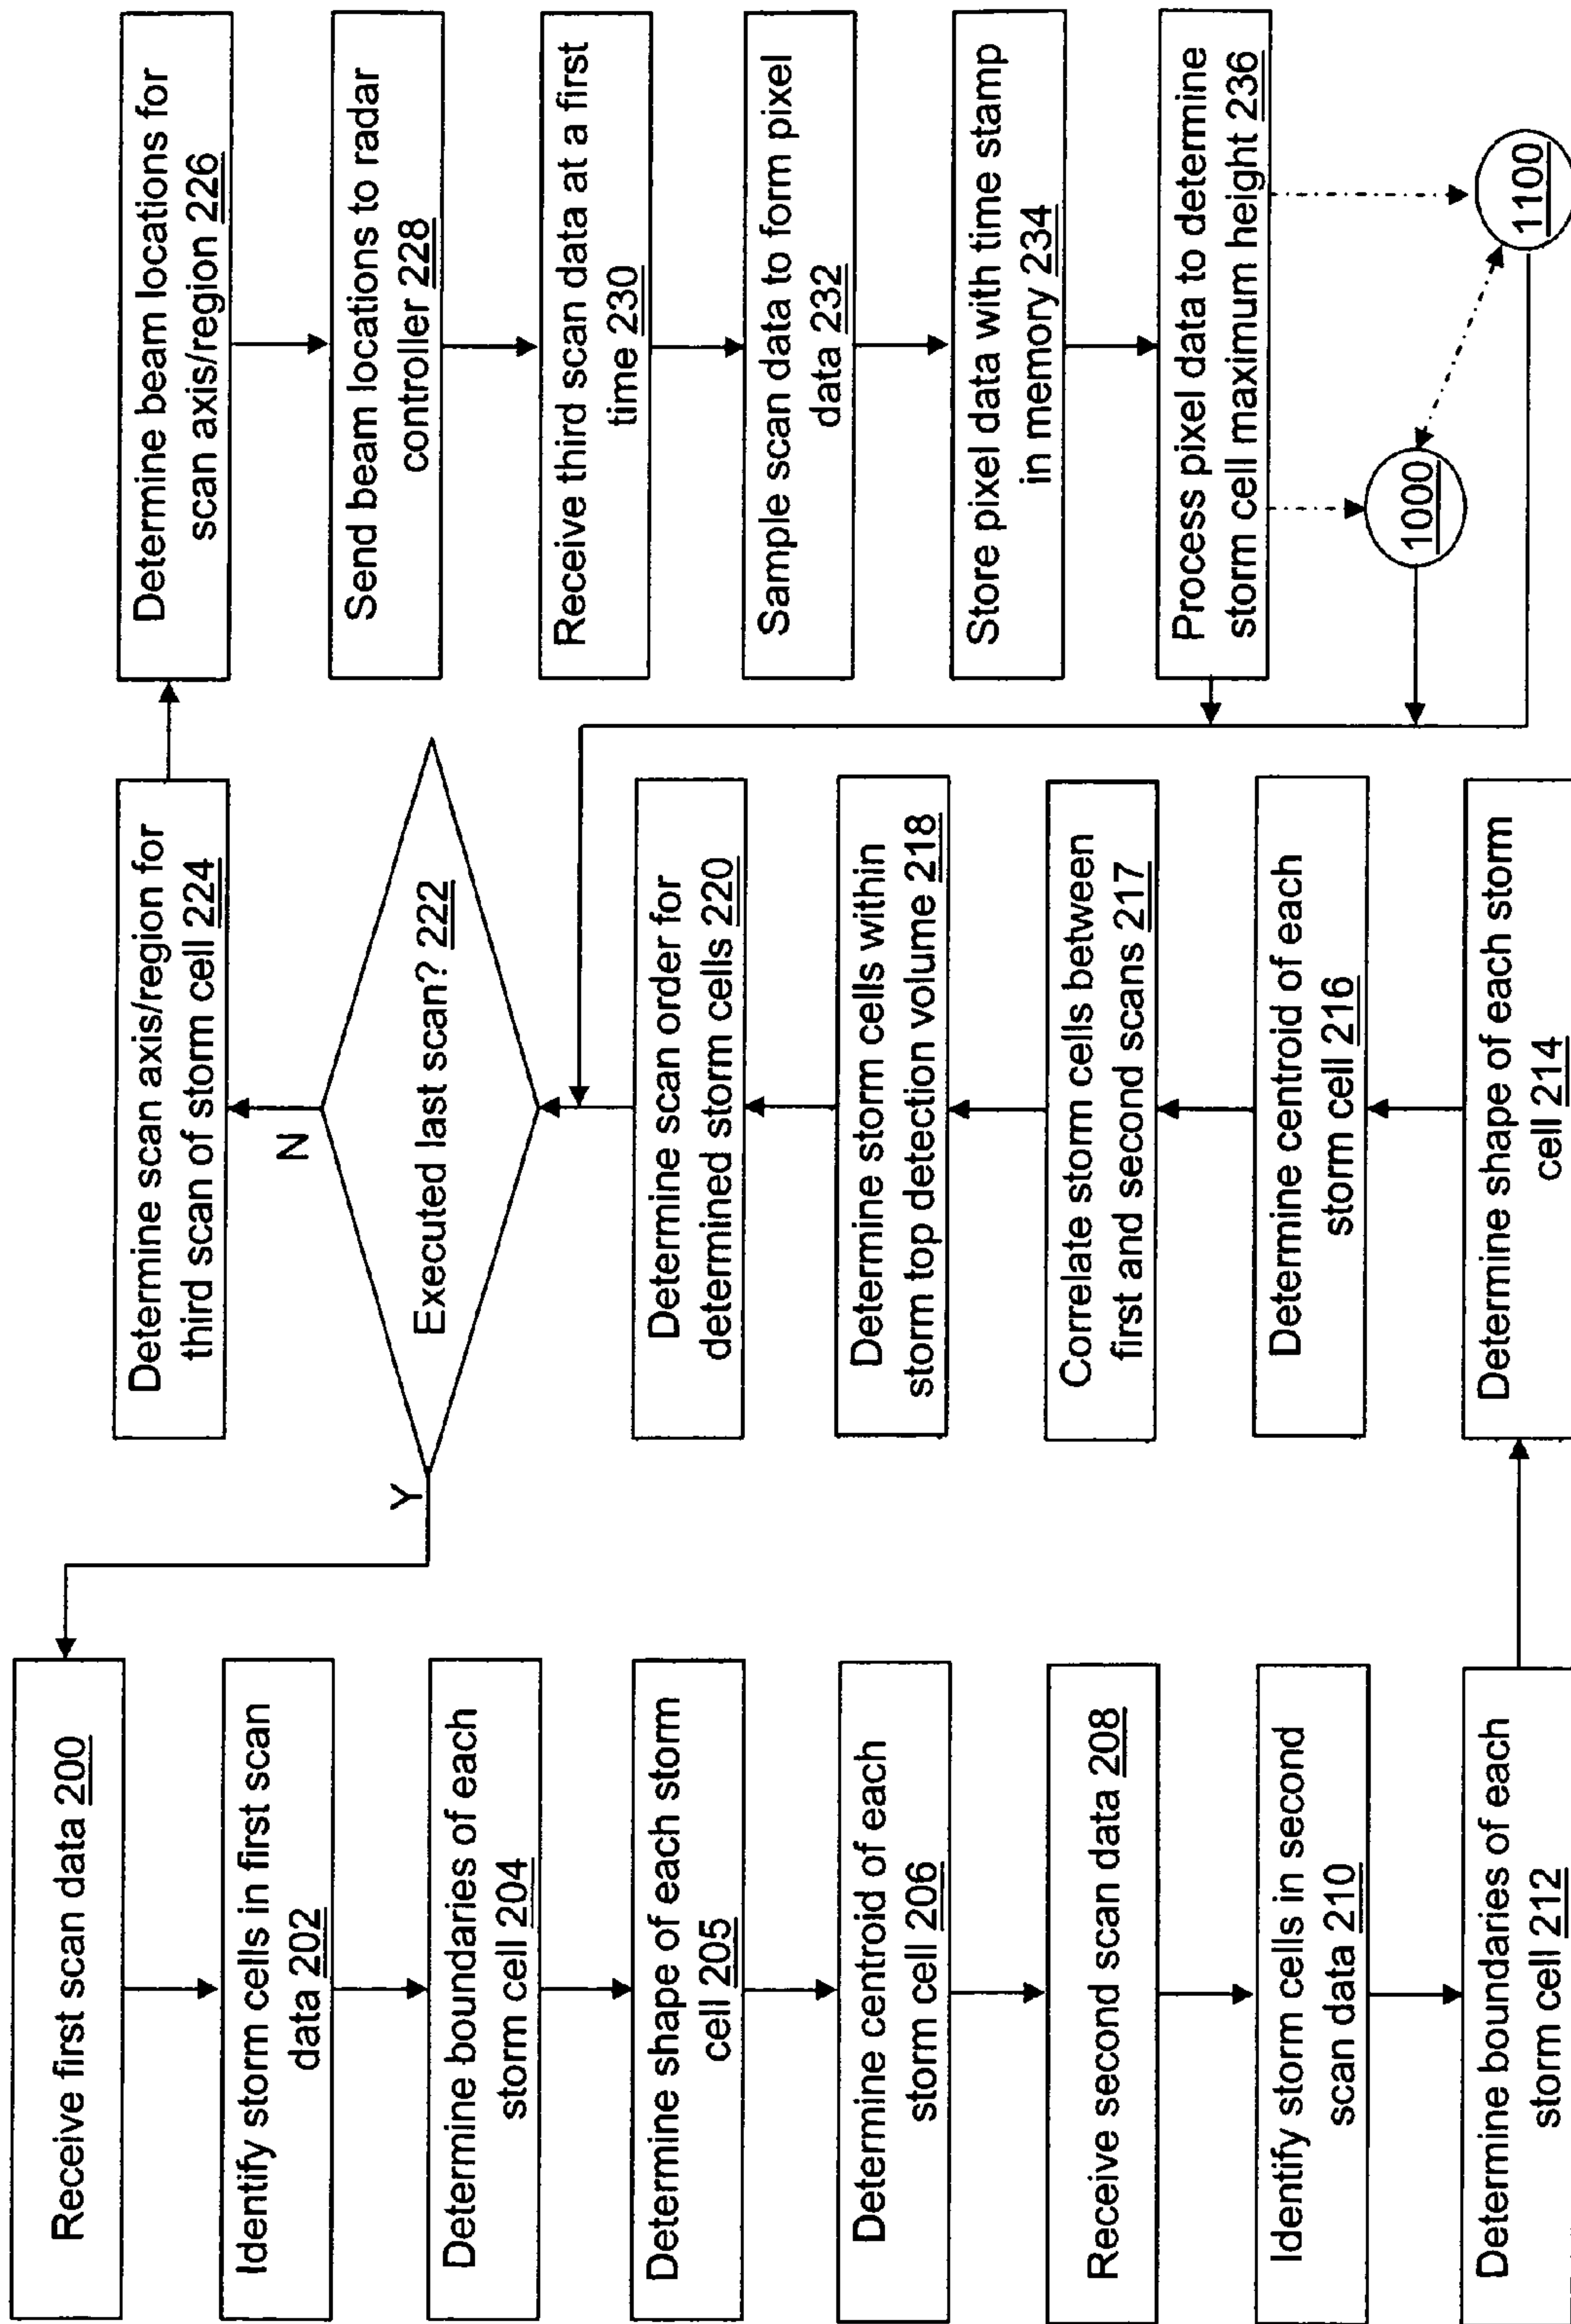 Receive first scan data 200
Identify storm cells in first scan
data 202
Determine boundaries of each
storm cell 204
Determine shape of each storm
cell 205
Determine centroid of each
storm cell 206
Receive second scan data 208
Identify storm cells in second
scan data 210
Determine boundaries of each
storm cell 212
Determine shape of each storm
cell 214
Determine centroid of each
storm cell 216
Correlate storm cells between
first and second scans 217
Determine storm cells within
storm top detection volume 218
Determine scan order for
determined storm cells 220
Executed last scan? 222
Y
N
Determine scan axis/region for
third scan of storm cell 224
Determine beam locations for
scan axis/region 226
Send beam locations to radar
controller 228
Receive third scan data at a first
time 230
Sample scan data to form pixel
data 232
Store pixel data with time stamp
in memory 234
Process pixel data to determine
storm cell maximum height 236
1000
1100